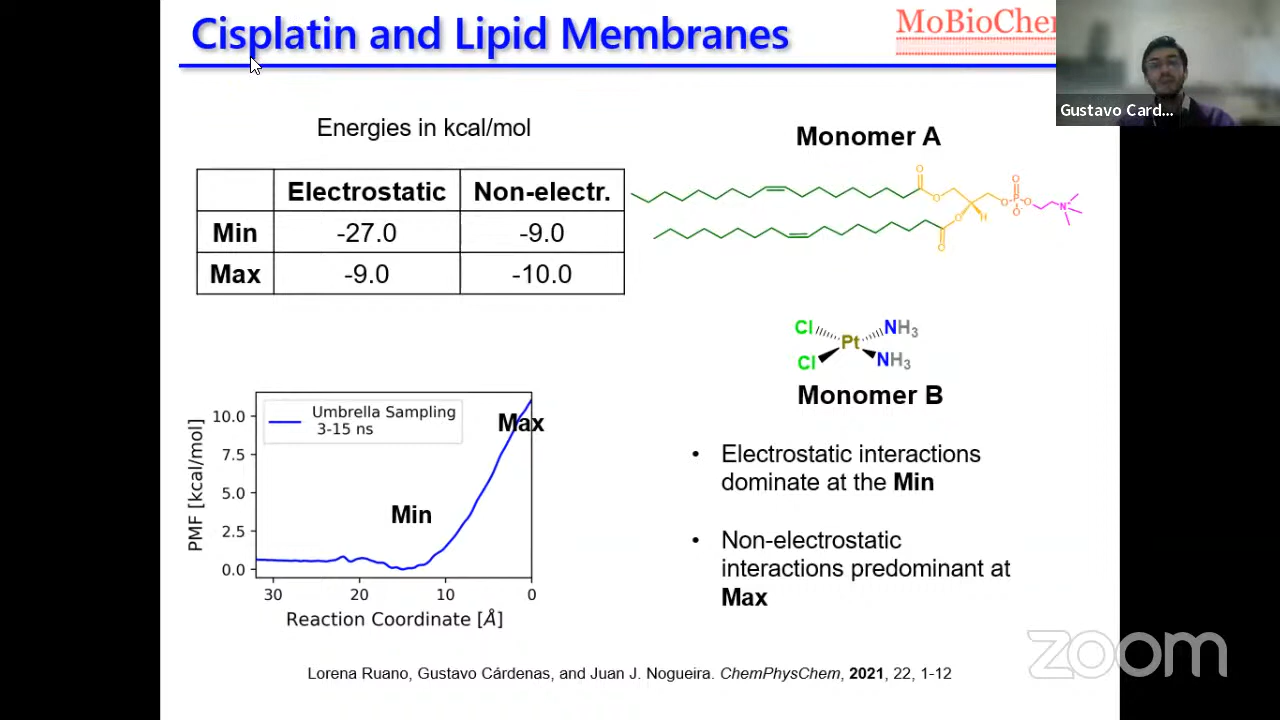 Cisplatin and Lipid Membranes
MoBioChem
Gustavo Card...
Energies in kcal/mol
Electrostatic Non-electr.
Min -27.0 -9.0
Max -9.0 -10.0
Monomer A
O
O
O
O
H
O
P
O
O
O-
N+
Cl
Cl
Pt
NH3
NH3
Monomer B
Umbrella Sampling
3-15 ns
Max
Min
PMF [kcal/mol]
10.0
7.5
5.0
2.5
0.0
30 20 10 0
Reaction Coordinate [Å]
• Electrostatic interactions
dominate at the Min
• Non-electrostatic
interactions predominant at
Max
Lorena Ruano, Gustavo Cárdenas, and Juan J. Nogueira. ChemPhysChem, 2021, 22, 1-12
zoom